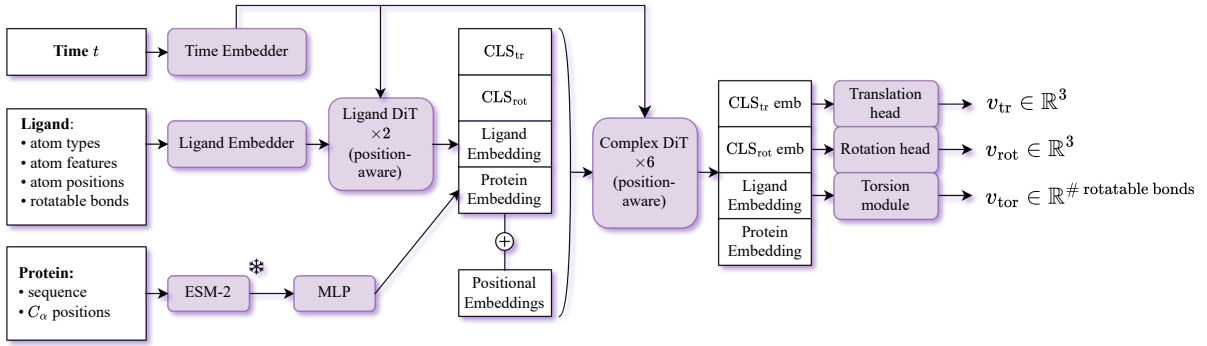 Time t
Time Embedder
Ligand:
• atom types
• atom features
• atom positions
• rotatable bonds
Ligand Embedder
Ligand DiT
×2
(position-
aware)
Protein:
• sequence
• Cα positions
ESM-2
MLP
CLS_tr
CLS_rot
Ligand
Embedding
Protein
Embedding
+
Positional
Embeddings
Complex DiT
×6
(position-
aware)
CLS_tr emb
CLS_rot emb
Ligand
Embedding
Protein
Embedding
Translation
head
Rotation head
Torsion
module
v_tr ∈ ℝ^3
v_rot ∈ ℝ^3
v_tor ∈ ℝ^# rotatable bonds